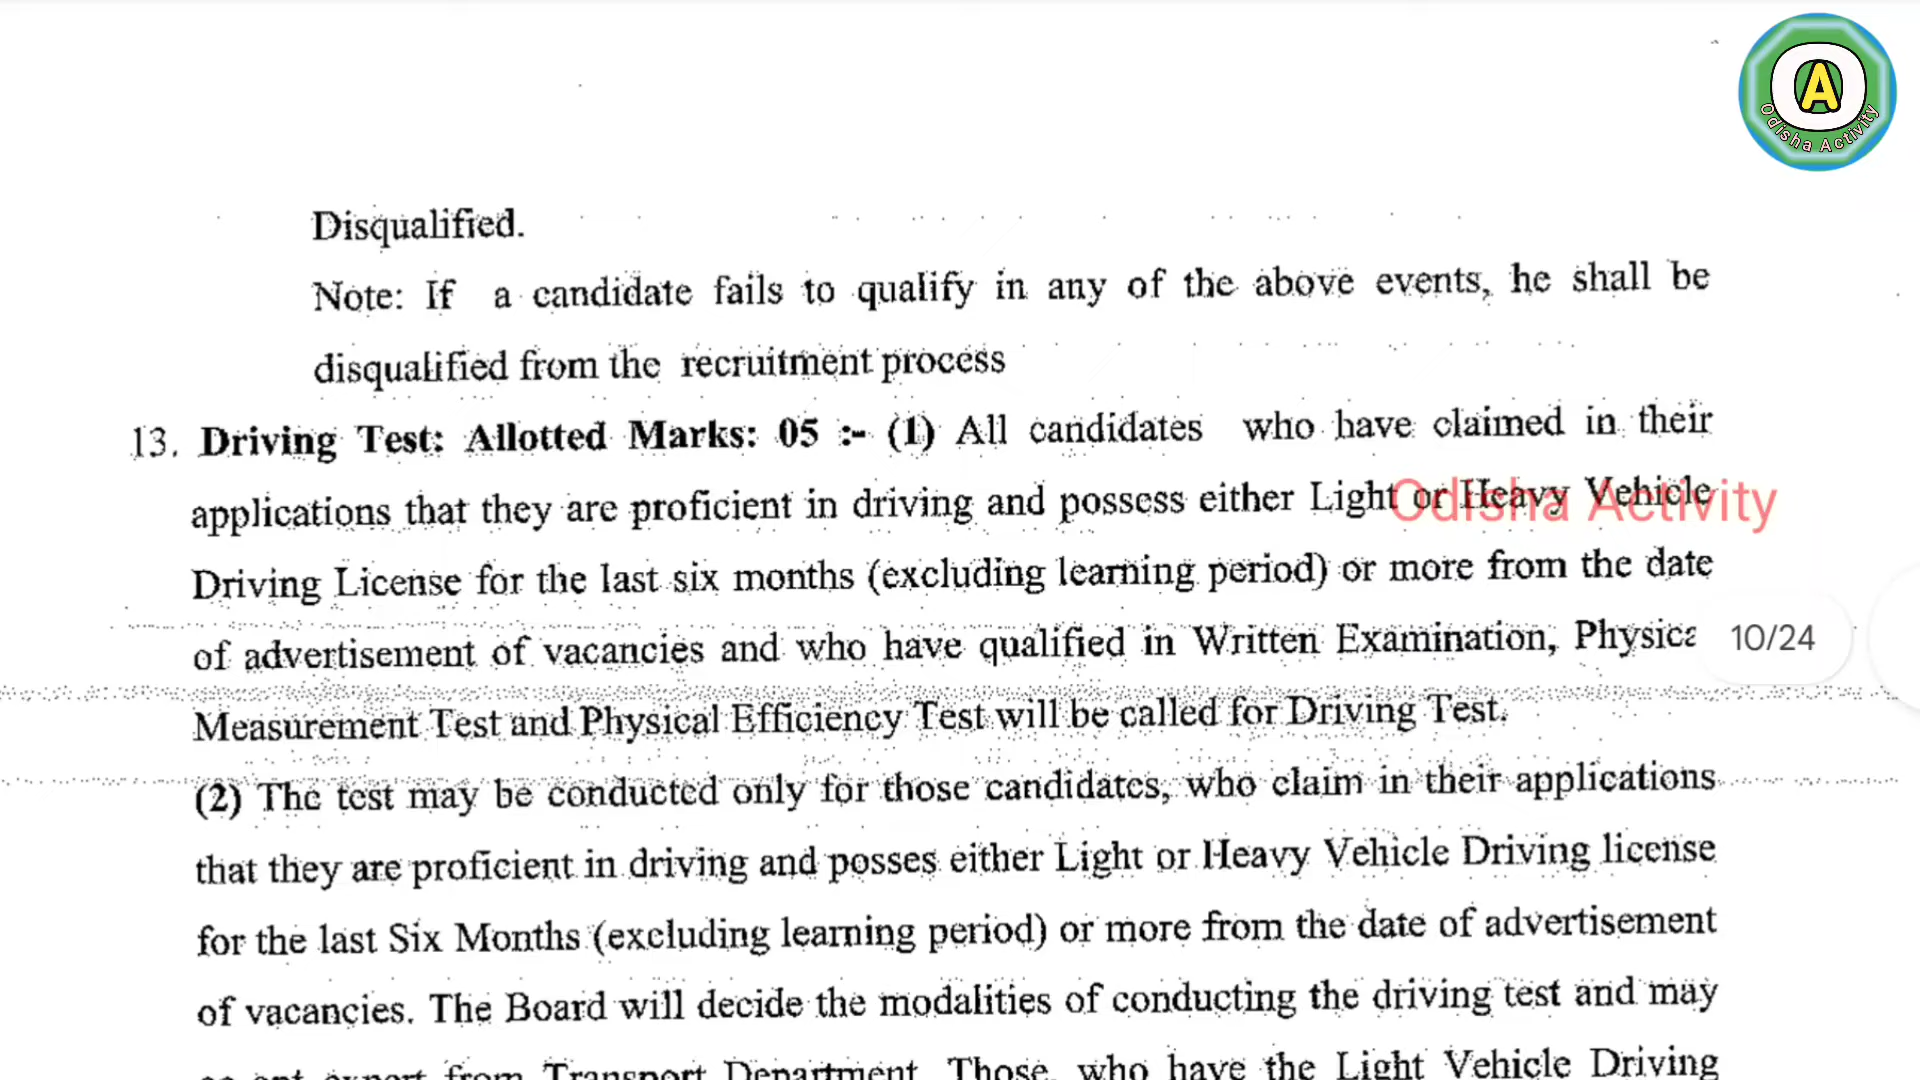 A
Odisha Activity
Disqualified.
Note: If a candidate fails to qualify in any of the above events, he shall be
disqualified from the recruitment process
13. Driving Test: Allotted Marks: 05 :- (1) All candidates who have claimed in their
applications that they are proficient in driving and possess either Light or Heavy Vehicle
Odisha Activity
Driving License for the last six months (excluding learning period) or more from the date
of advertisement of vacancies and who have qualified in Written Examination, Physica
10/24
Measurement Test and Physical Efficiency Test will be called for Driving Test.
(2) The test may be conducted only for those candidates, who claim in their applications
that they are proficient in driving and posses either Light or Heavy Vehicle Driving license
for the last Six Months (excluding learning period) or more from the date of advertisement
of vacancies. The Board will decide the modalities of conducting the driving test and may
expert from Transport Department. Those, who have the Light Vehicle Driving